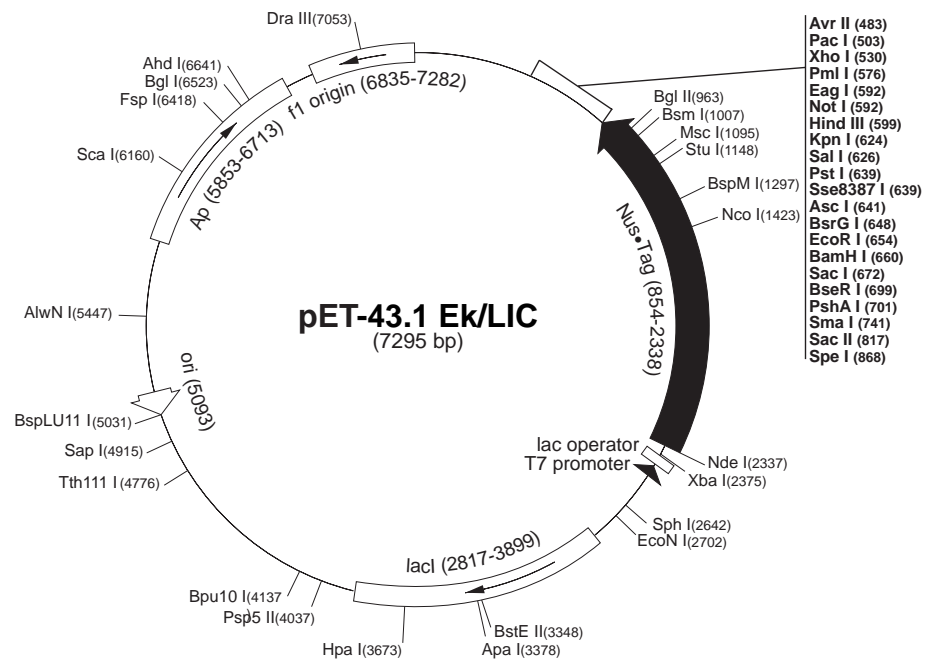 Dra III(7053)
Ahd I(6641)
Bgl I(6523)
Fsp I(6418)
Sca I(6160)
AlwN I(5447)
BspLU11 I(5031)
Sap I(4915)
Tth111 I(4776)
Bpu10 I(4137
Psp5 II(4037)
Hpa I(3673)
Apa I(3378)
BstE II(3348)
EcoN I(2702)
Sph I(2642)
Xba I(2375)
Nde I(2337)
lac operator
T7 promoter
Bgl II(963)
Bsm I(1007)
Msc I(1095)
Stu I(1148)
BspM I(1297)
Nco I(1423)
f1 origin (6835-7282)
Ap (5853-6713)
ori (5093)
lacI (2817-3899)
Nus•Tag (854-2338)
pET-43.1 Ek/LIC
(7295 bp)
Avr II (483)
Pac I (503)
Xho I (530)
Pml I (576)
Eag I (592)
Not I (592)
Hind III (599)
Kpn I (624)
Sal I (626)
Pst I (639)
Sse8387 I (639)
Asc I (641)
BsrG I (648)
EcoR I (654)
BamH I (660)
Sac I (672)
BseR I (699)
PshA I (701)
Sma I (741)
Sac II (817)
Spe I (868)